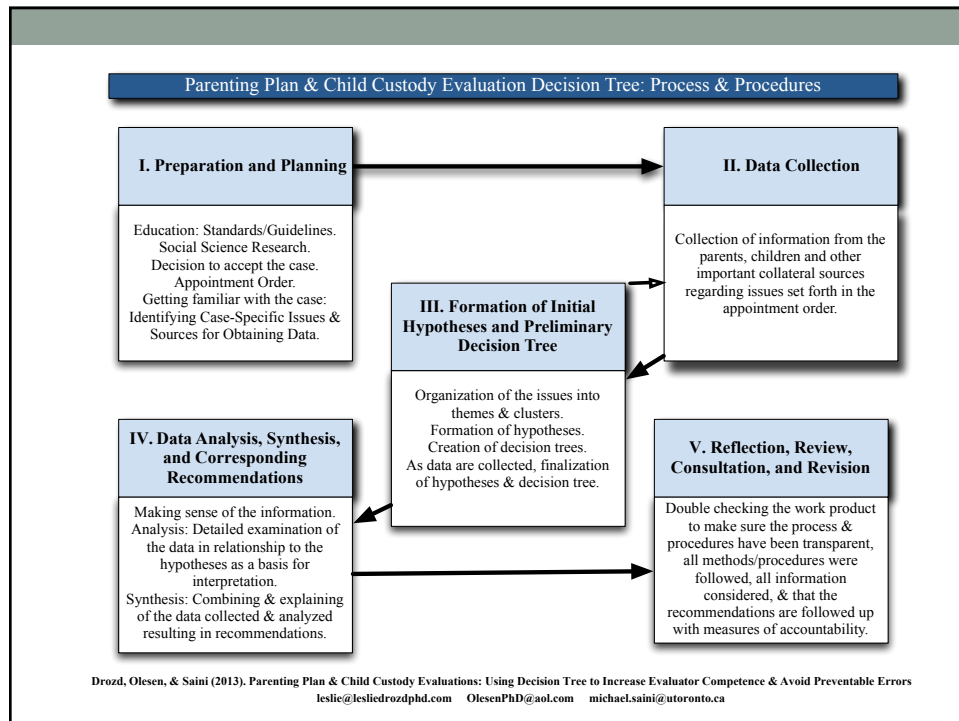 Parenting Plan & Child Custody Evaluation Decision Tree: Process & Procedures
I. Preparation and Planning
Education: Standards/Guidelines.
Social Science Research.
Decision to accept the case.
Appointment Order.
Getting familiar with the case:
Identifying Case-Specific Issues &
Sources for Obtaining Data.
II. Data Collection
Collection of information from the
parents, children and other
important collateral sources
regarding issues set forth in the
appointment order.
III. Formation of Initial
Hypotheses and Preliminary
Decision Tree
Organization of the issues into
themes & clusters.
Formation of hypotheses.
Creation of decision trees.
As data are collected, finalization
of hypotheses & decision tree.
IV. Data Analysis, Synthesis,
and Corresponding
Recommendations
Making sense of the information.
Analysis: Detailed examination of
the data in relationship to the
hypotheses as a basis for
interpretation.
Synthesis: Combining & explaining
of the data collected & analyzed
resulting in recommendations.
V. Reflection, Review,
Consultation, and Revision
Double checking the work product
to make sure the process &
procedures have been transparent,
all methods/procedures were
followed, all information
considered, & that the
recommendations are followed up
with measures of accountability.
Drozd, Olesen, & Saini (2013). Parenting Plan & Child Custody Evaluations: Using Decision Tree to Increase Evaluator Competence & Avoid Preventable Errors
leslie@lesliedrozdphd.com OlesenPhD@aol.com michael.saini@utoronto.ca